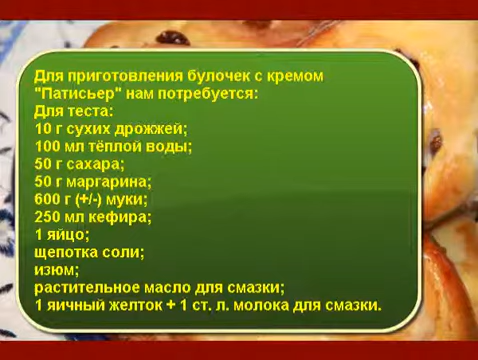 Для приготовления булочек с кремом
"Патисьер" нам потребуется:
Для теста:
10 г сухих дрожжей;
100 мл тёплой воды;
50 г сахара;
50 г маргарина;
600 г (+/-) муки;
250 мл кефира;
1 яйцо;
щепотка соли;
изюм;
растительное масло для смазки;
1 яичный желток + 1 ст. л. молока для смазки.